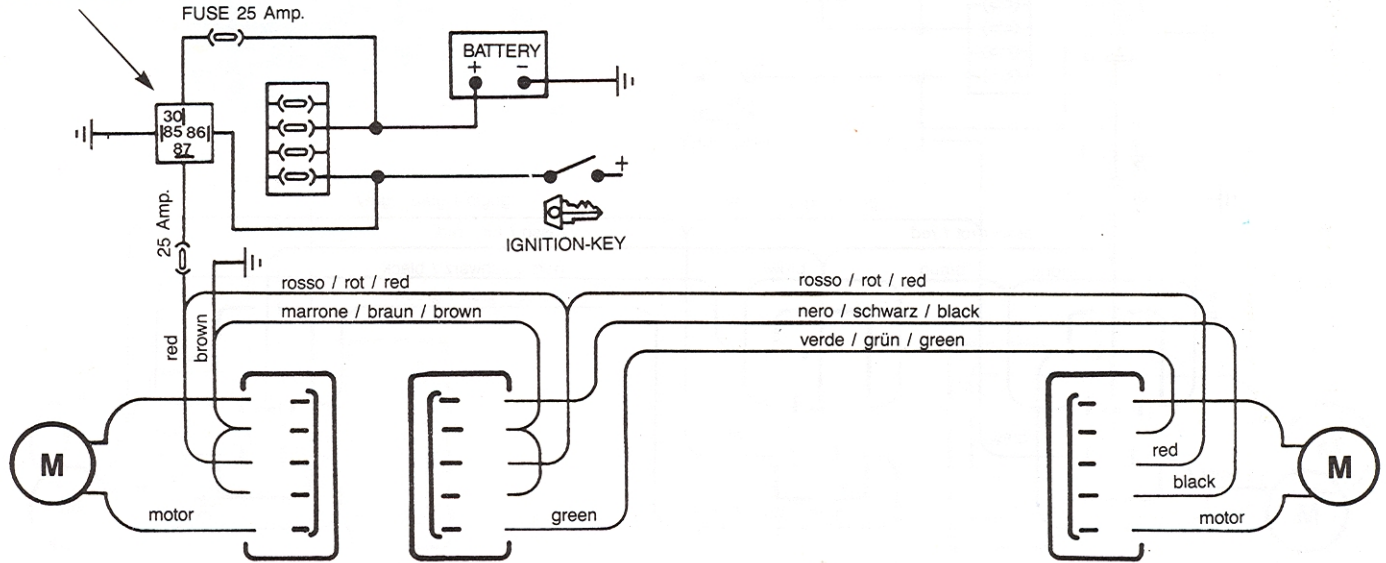 FUSE 25 Amp.
BATTERY
+ −
30
85 86
87
+
IGNITION-KEY
25 Amp.
rosso / rot / red
marrone / braun / brown
red
brown
rosso / rot / red
nero / schwarz / black
verde / grün / green
M
motor
green
red
black
motor
M